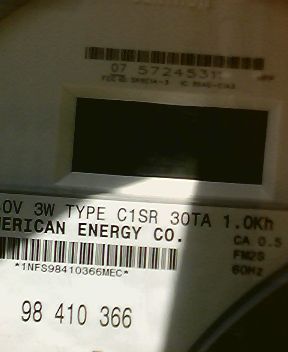 07 5724531
0V 3W TYPE C1SR 30TA 1.0Kh
MERICAN ENERGY CO.
CA 0.5
FM2S
60Hz
*1NFS98410366MEC*
98 410 366